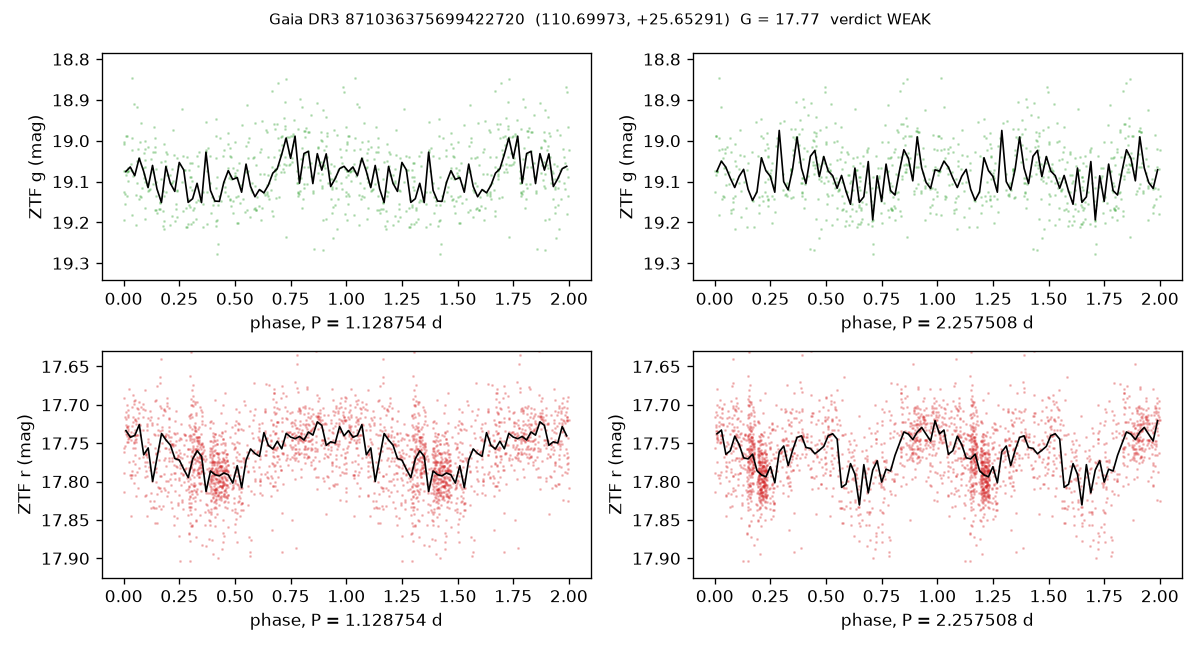 Gaia DR3 871036375699422720  (110.69973, +25.65291)  G = 17.77  verdict WEAK
ZTF g (mag)
18.8
18.9
19.0
19.1
19.2
19.3
0.00 0.25 0.50 0.75 1.00 1.25 1.50 1.75 2.00
phase, P = 1.128754 d
ZTF g (mag)
18.8
18.9
19.0
19.1
19.2
19.3
0.00 0.25 0.50 0.75 1.00 1.25 1.50 1.75 2.00
phase, P = 2.257508 d
ZTF r (mag)
17.65
17.70
17.75
17.80
17.85
17.90
0.00 0.25 0.50 0.75 1.00 1.25 1.50 1.75 2.00
phase, P = 1.128754 d
ZTF r (mag)
17.65
17.70
17.75
17.80
17.85
17.90
0.00 0.25 0.50 0.75 1.00 1.25 1.50 1.75 2.00
phase, P = 2.257508 d